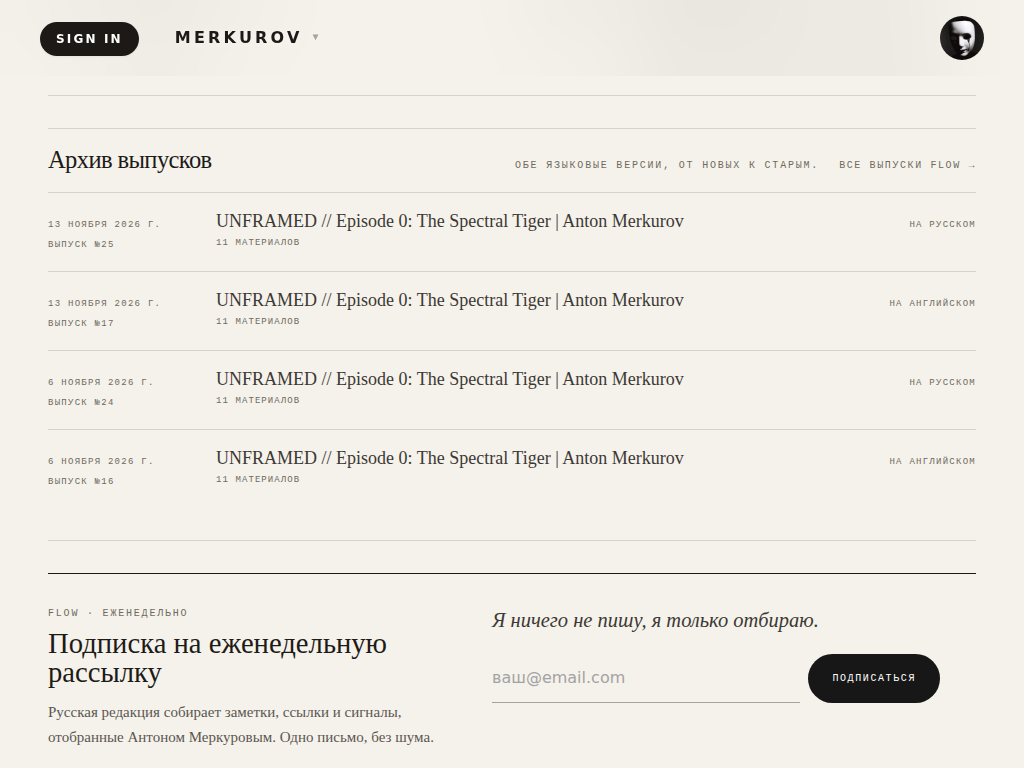 SIGN IN
MERKUROV ▼
Архив выпусков
ОБЕ ЯЗЫКОВЫЕ ВЕРСИИ, ОТ НОВЫХ К СТАРЫМ. ВСЕ ВЫПУСКИ FLOW →
13 НОЯБРЯ 2026 Г.
ВЫПУСК №25
UNFRAMED // Episode 0: The Spectral Tiger | Anton Merkurov
11 МАТЕРИАЛОВ
НА РУССКОМ
13 НОЯБРЯ 2026 Г.
ВЫПУСК №17
UNFRAMED // Episode 0: The Spectral Tiger | Anton Merkurov
11 МАТЕРИАЛОВ
НА АНГЛИЙСКОМ
6 НОЯБРЯ 2026 Г.
ВЫПУСК №24
UNFRAMED // Episode 0: The Spectral Tiger | Anton Merkurov
11 МАТЕРИАЛОВ
НА РУССКОМ
6 НОЯБРЯ 2026 Г.
ВЫПУСК №16
UNFRAMED // Episode 0: The Spectral Tiger | Anton Merkurov
11 МАТЕРИАЛОВ
НА АНГЛИЙСКОМ
FLOW · ЕЖЕНЕДЕЛЬНО
Подписка на еженедельную
рассылку
Русская редакция собирает заметки, ссылки и сигналы,
отобранные Антоном Меркуровым. Одно письмо, без шума.
Я ничего не пишу, я только отбираю.
ваш@email.com
ПОДПИСАТЬСЯ